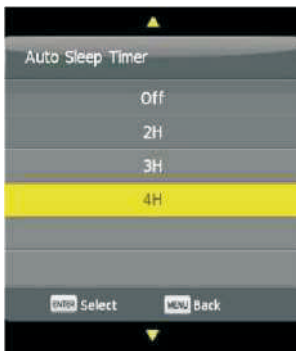 Auto Sleep Timer
Off
2H
3H
4H
ENTER Select MENU Back